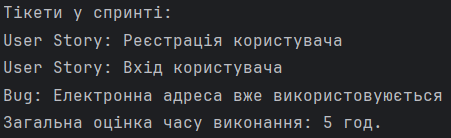 Тікети у спринті:
User Story: Реєстрація користувача
User Story: Вхід користувача
Bug: Електронна адреса вже використовуюється
Загальна оцінка часу виконання: 5 год.